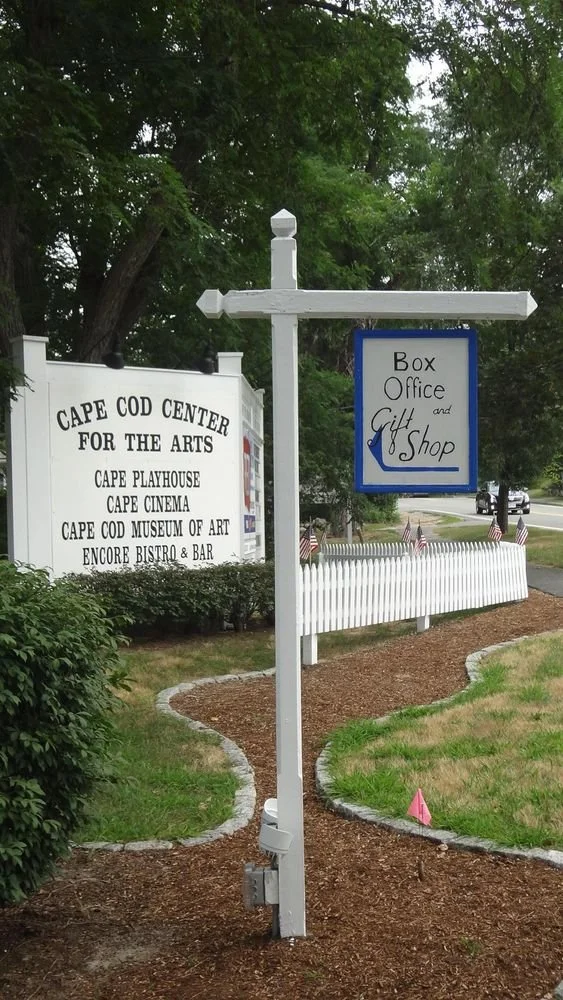 CAPE COD CENTER
FOR THE ARTS
CAPE PLAYHOUSE
CAPE CINEMA
CAPE COD MUSEUM OF ART
ENCORE BISTRO & BAR
Box
Office
and
Gift
Shop